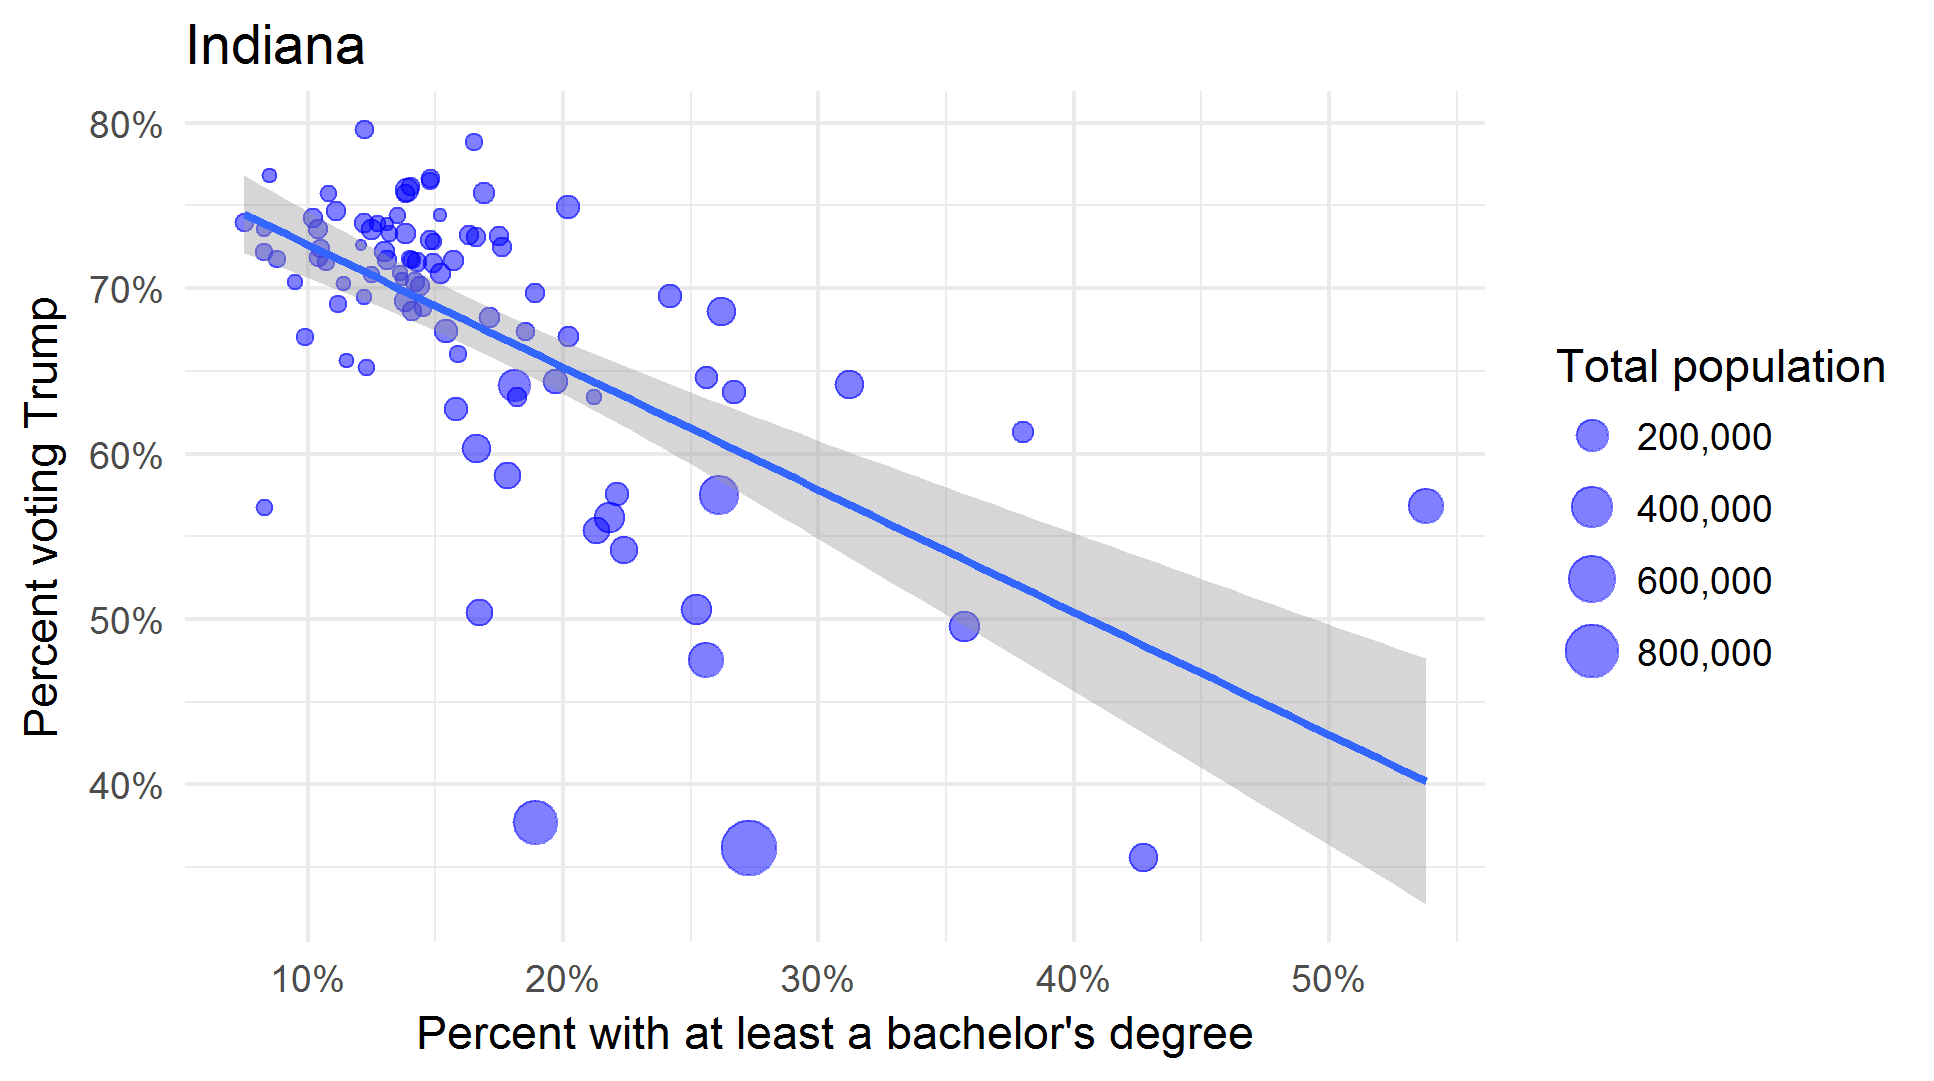 Indiana
80%
70%
60%
50%
40%
Percent voting Trump
10% 20% 30% 40% 50%
Percent with at least a bachelor's degree
Total population
200,000
400,000
600,000
800,000